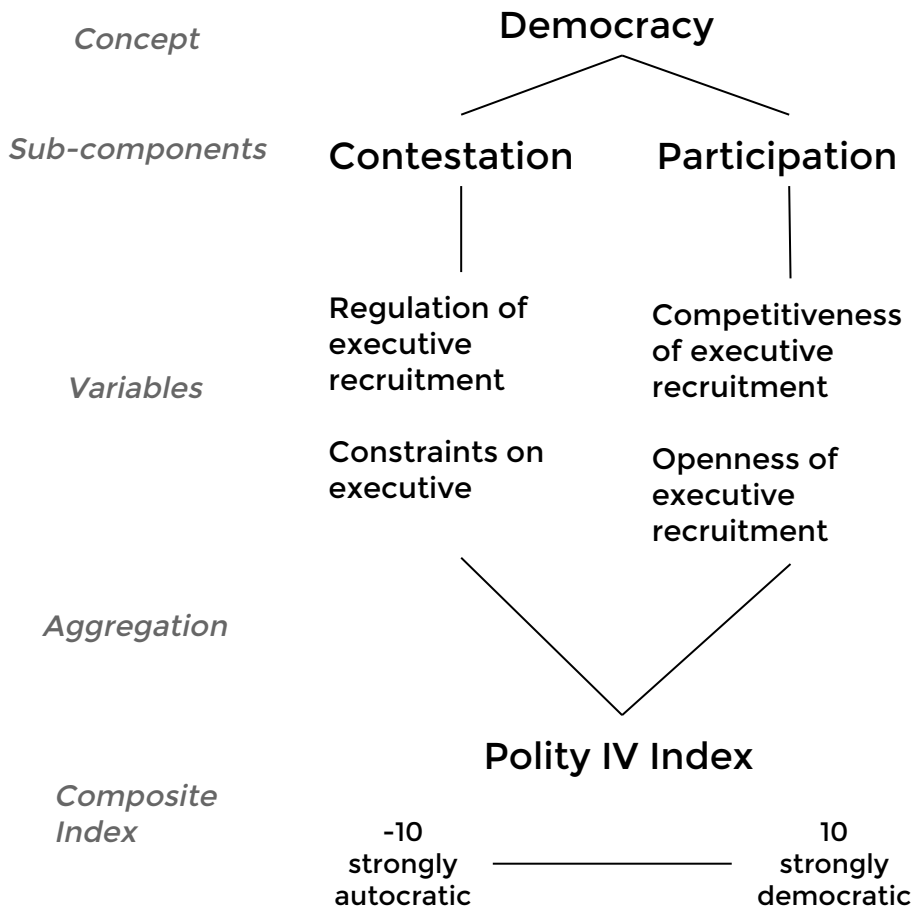 Concept
Democracy
Sub-components
Contestation
Participation
Variables
Regulation of
executive
recruitment
Constraints on
executive
Competitiveness
of executive
recruitment
Openness of
executive
recruitment
Aggregation
Polity IV Index
Composite
Index
-10
strongly
autocratic
10
strongly
democratic